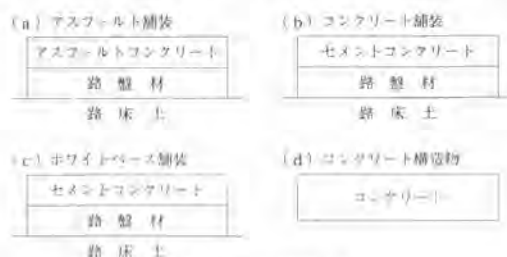 (a) アスファルト舗装
アスファルトコンクリート
路 盤 材
路 床 土
(b) コンクリート舗装
セメントコンクリート
路 盤 材
路 床 土
(c) ホワイトベース舗装
セメントコンクリート
路 盤 材
路 床 土
(d) コンクリート構造物
コンクリート